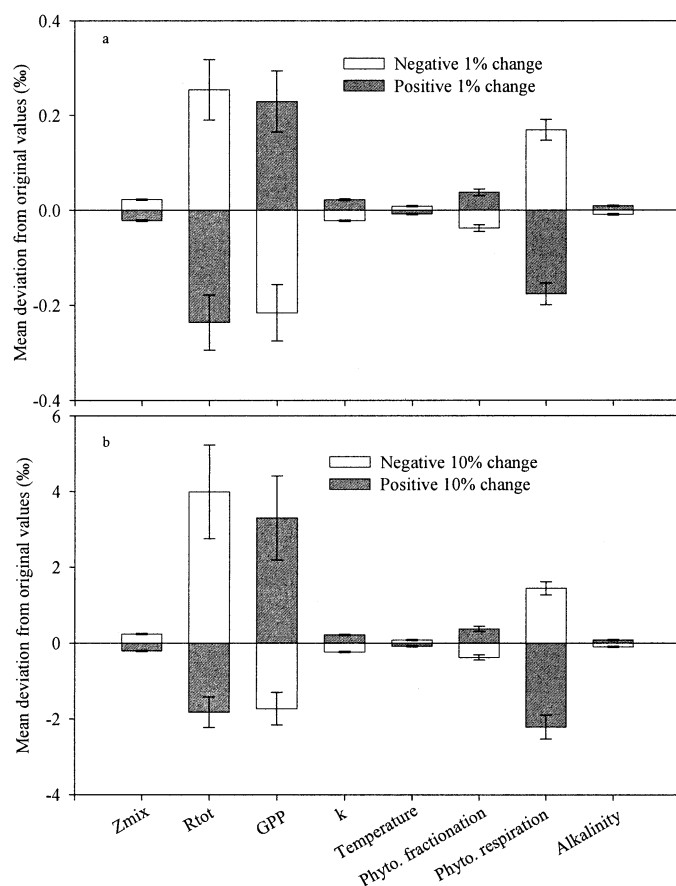 a
Negative 1% change
Positive 1% change
Mean deviation from original values (‰)
0.4
0.2
0.0
-0.2
-0.4
b
Negative 10% change
Positive 10% change
Mean deviation from original values (‰)
6
4
2
0
-2
-4
Zmix
Rtot
GPP
k
Temperature
Phyto. fractionation
Phyto. respiration
Alkalinity